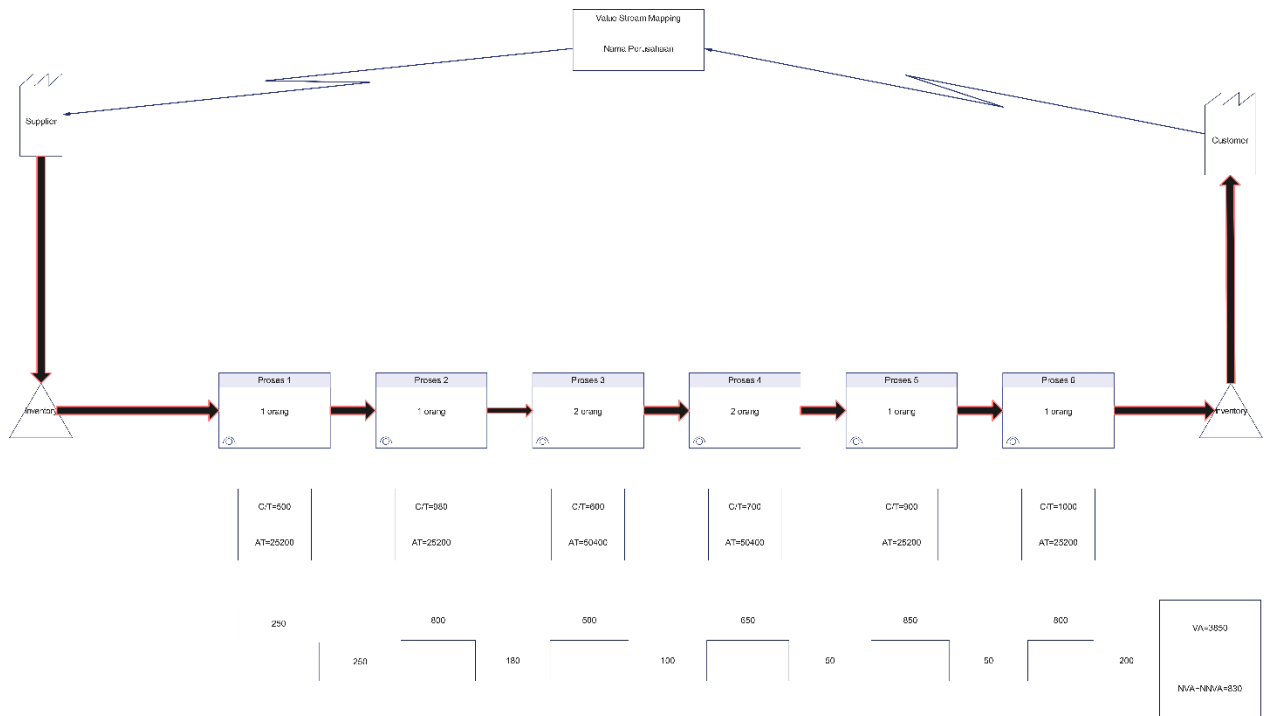 Value Stream Mapping
Nama Perusahaan
Supplier
Customer
Inventory
Proses 1
1 orang
Proses 2
1 orang
Proses 3
2 orang
Proses 4
2 orang
Proses 5
1 orang
Proses 6
1 orang
Inventory
C/T=500
AT=25200
C/T=980
AT=25200
C/T=600
AT=50400
C/T=700
AT=50400
C/T=900
AT=25200
C/T=1000
AT=25200
250
800
500
650
850
800
250
180
100
50
50
200
VA=3850
NVA+NNVA=830